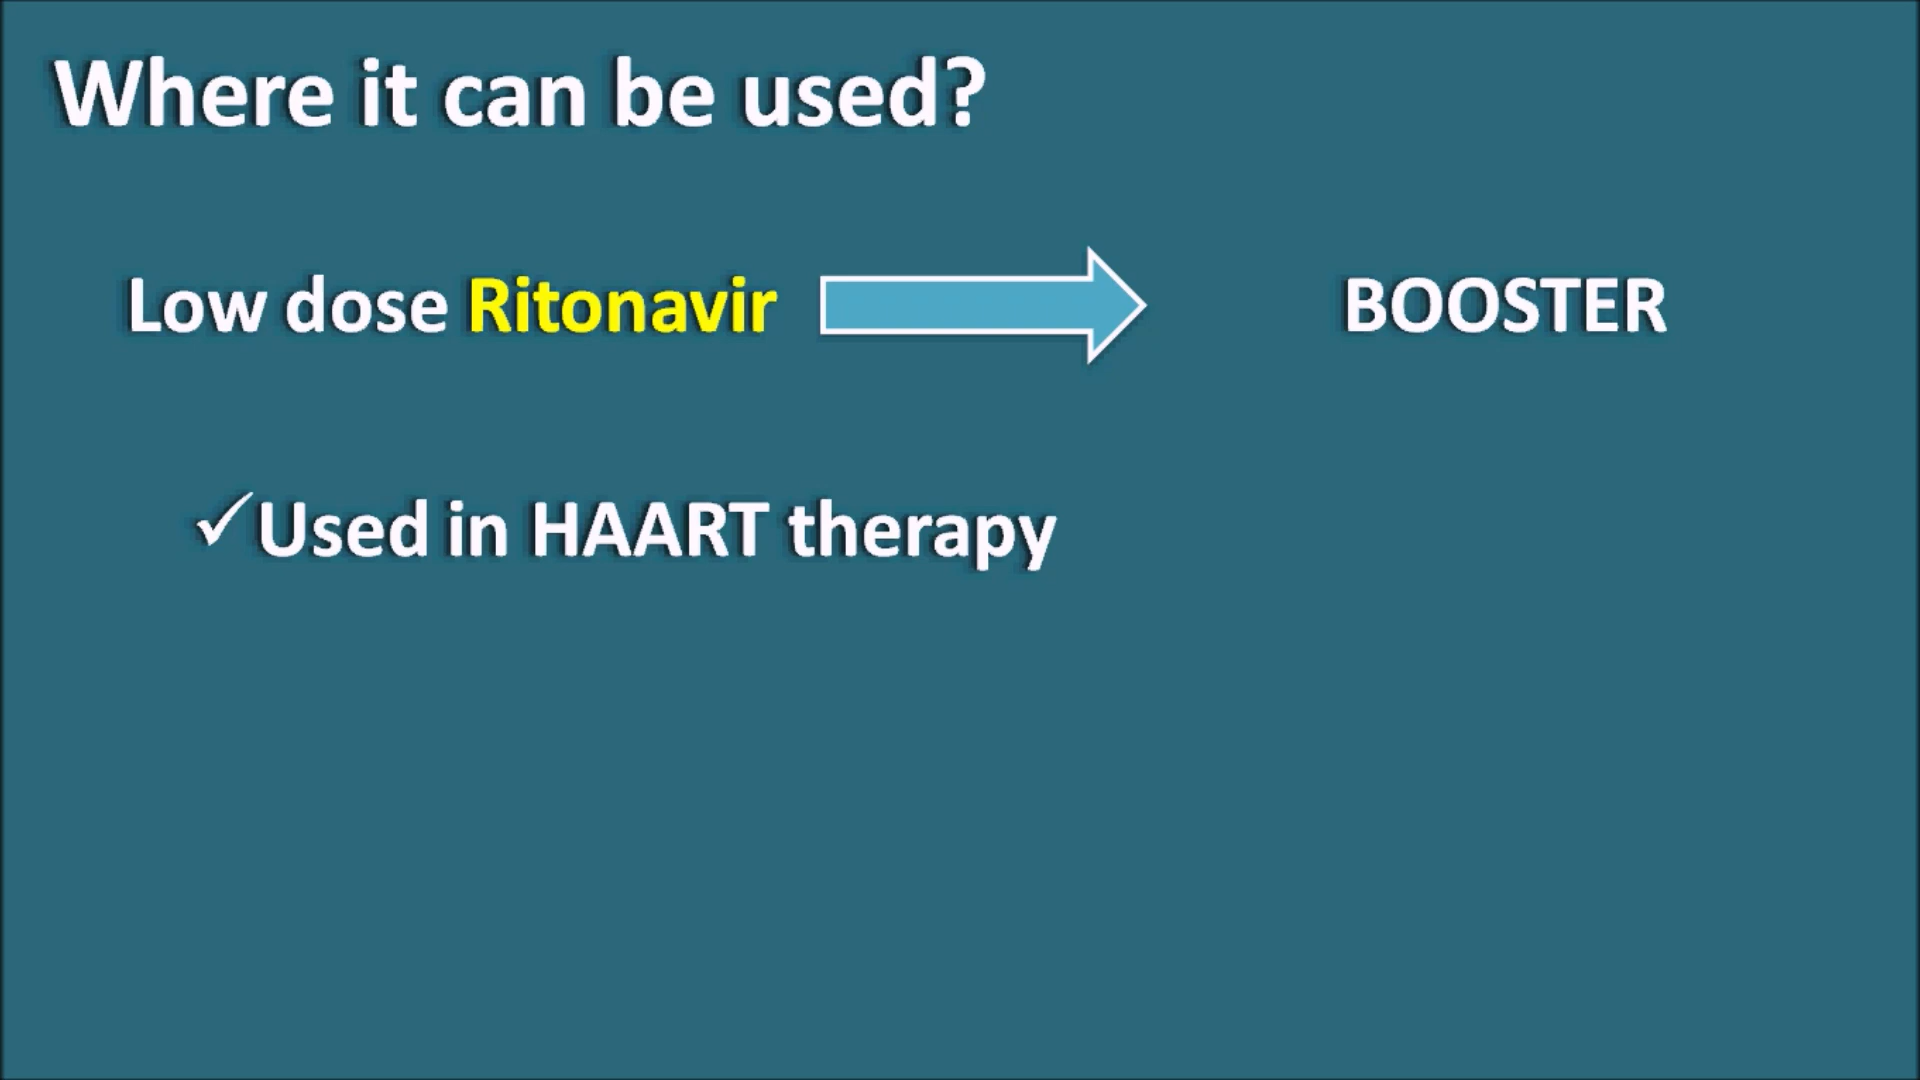 Where it can be used?
Low dose Ritonavir BOOSTER
✓Used in HAART therapy